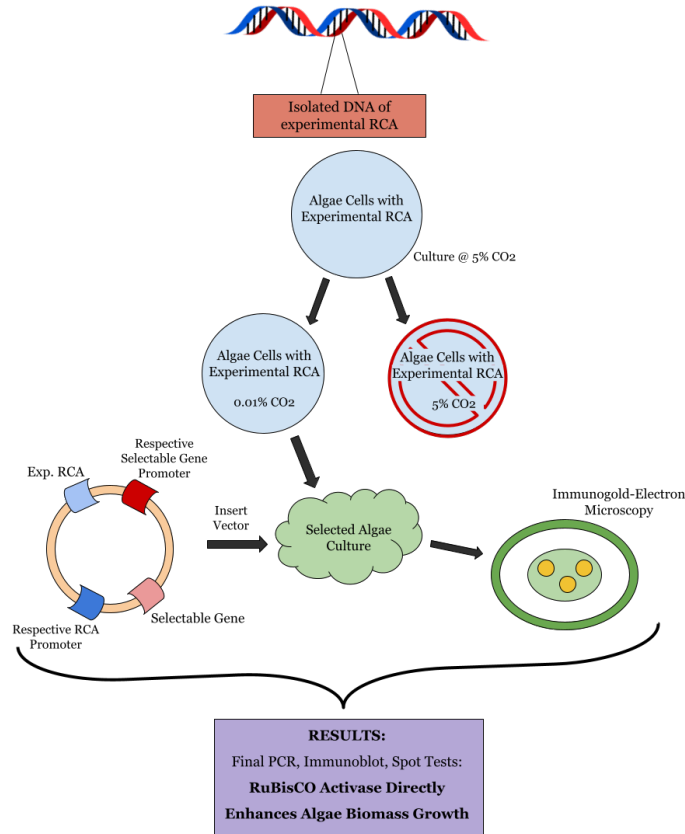 Isolated DNA of
experimental RCA
Algae Cells with
Experimental RCA
Culture @ 5% CO2
Algae Cells with
Experimental RCA
0.01% CO2
Algae Cells with
Experimental RCA
5% CO2
Exp. RCA
Respective
Selectable Gene
Promoter
Respective RCA
Promoter
Selectable Gene
Insert
Vector
Selected Algae
Culture
Immunogold-Electron
Microscopy
RESULTS:
Final PCR, Immunoblot, Spot Tests:
RuBisCO Activase Directly
Enhances Algae Biomass Growth